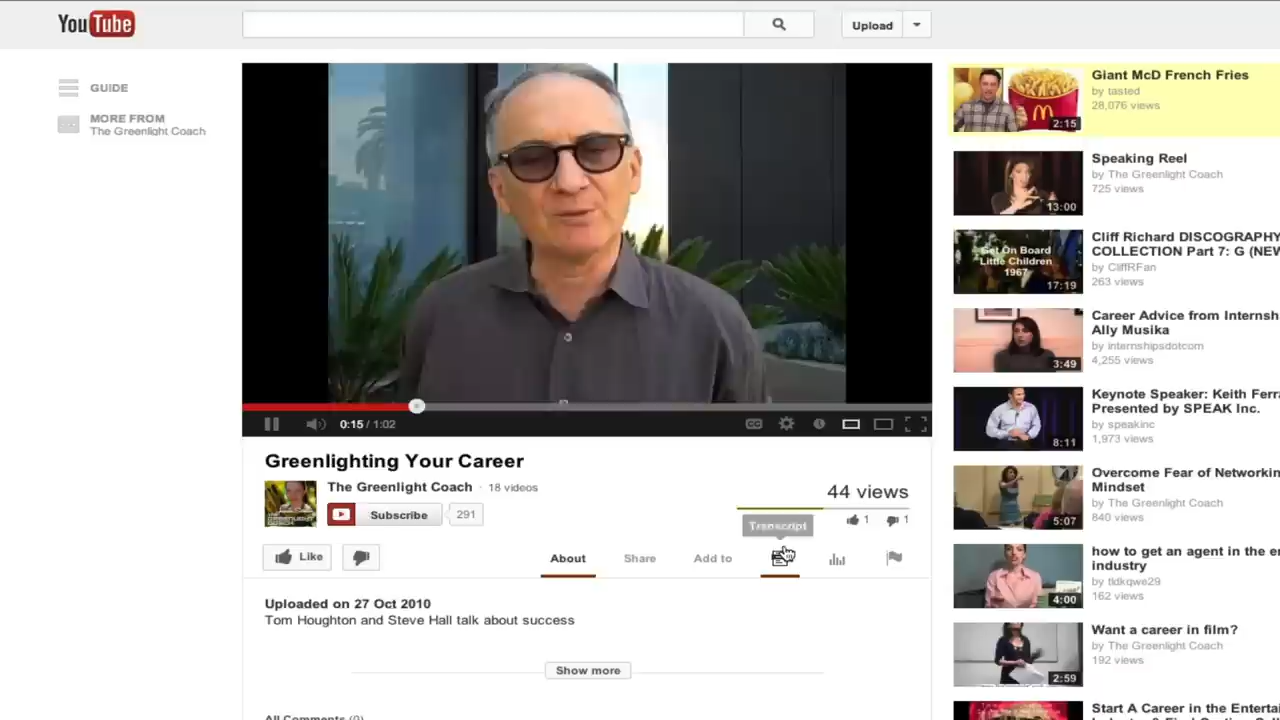 YouTube
Upload
GUIDE
MORE FROM
The Greenlight Coach
0:15 / 1:02
CC
Greenlighting Your Career
The Greenlight Coach · 18 videos
Subscribe
291
44 views
1
1
Transcript
Like
About
Share
Add to
Uploaded on 27 Oct 2010
Tom Houghton and Steve Hall talk about success
Show more
All Comments (0)
Giant McD French Fries
by tasted
28,076 views
2:15
Speaking Reel
by The Greenlight Coach
725 views
13:00
Cliff Richard DISCOGRAPHY
COLLECTION Part 7: G (NEW
by CliffRFan
263 views
Get On Board
Little Children
1967
17:19
Career Advice from Internsh
Ally Musika
by internshipsdotcom
4,255 views
3:49
Keynote Speaker: Keith Ferra
Presented by SPEAK Inc.
by speakinc
1,973 views
8:11
Overcome Fear of Networking
Mindset
by The Greenlight Coach
840 views
5:07
how to get an agent in the e
industry
by tldkqwe29
162 views
4:00
Want a career in film?
by The Greenlight Coach
192 views
2:59
Start A Career in the Enterta